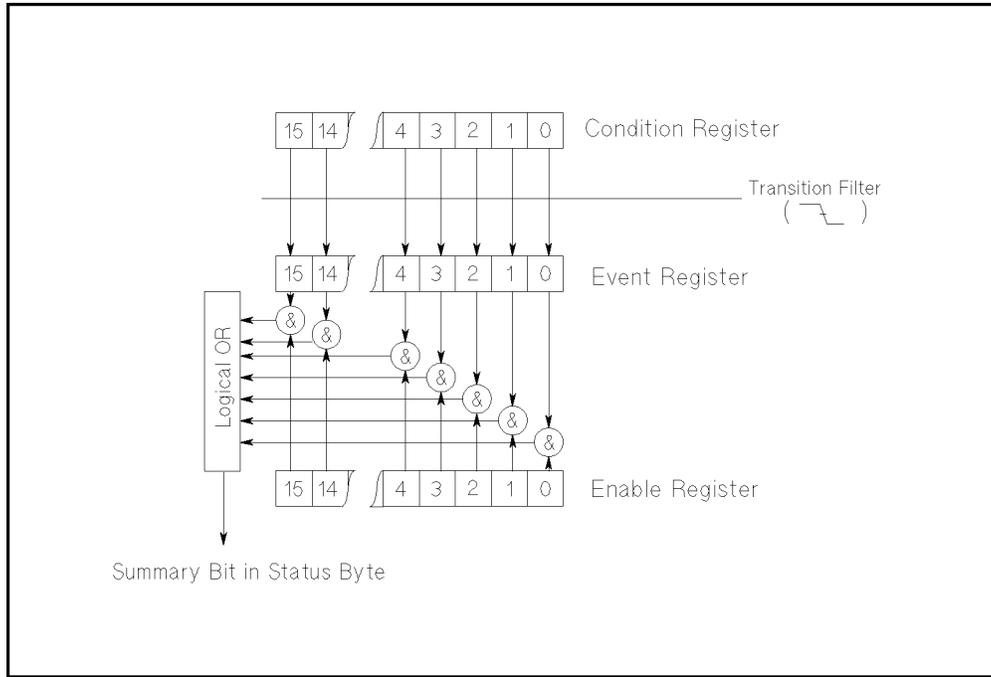 15 14 4 3 2 1 0 Condition Register
Transition Filter
( )
15 14 4 3 2 1 0 Event Register
& & & & & & &
Logical OR
15 14 4 3 2 1 0 Enable Register
Summary Bit in Status Byte